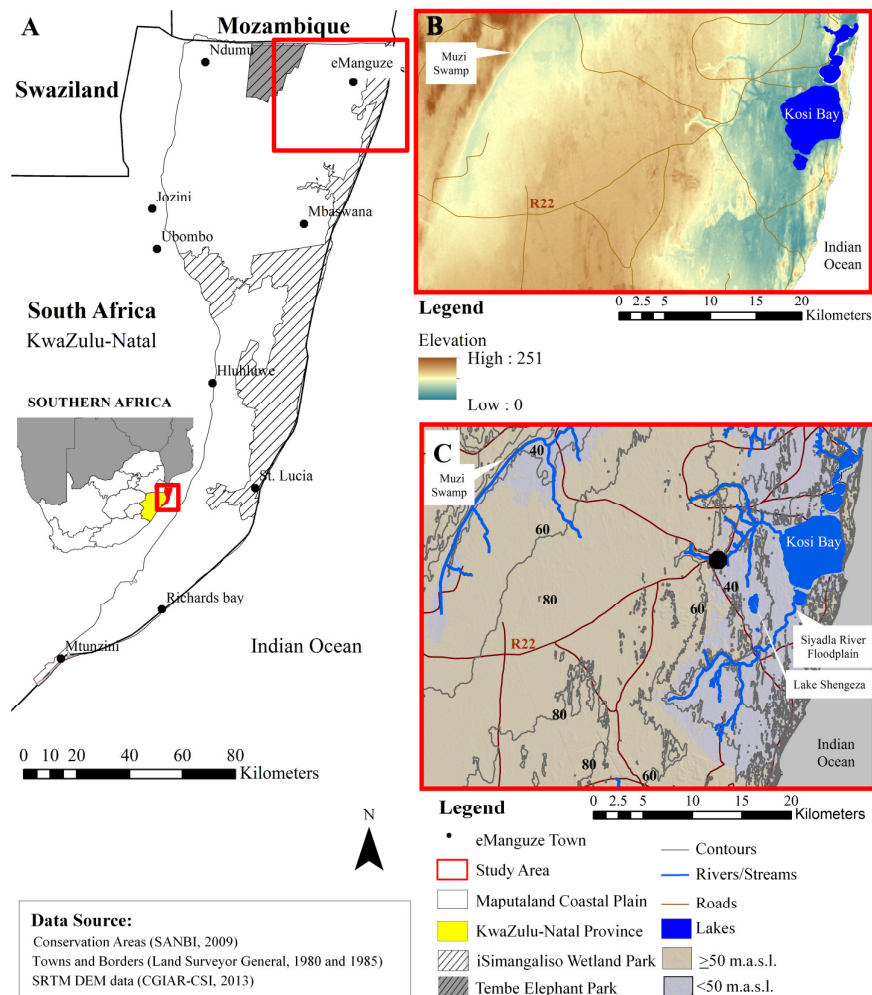 A
Mozambique
Ndumu
eManguze
Swaziland
Jozini
Mbaswana
Ubombo
South Africa
KwaZulu-Natal
Hluhluwe
SOUTHERN AFRICA
St. Lucia
Richards bay
Mtunzini
Indian Ocean
0 10 20 40 60 80
Kilometers
N
Data Source:
Conservation Areas (SANBI, 2009)
Towns and Borders (Land Surveyor General, 1980 and 1985)
SRTM DEM data (CGIAR-CSI, 2013)
B
Muzi
Swamp
Kosi Bay
R22
Indian
Ocean
Legend
0 2.5 5 10 15 20
Kilometers
Elevation
High : 251
Low : 0
C
40
Muzi
Swamp
60
Kosi Bay
40
80
60
R22
Siyadla River
Floodplain
Lake Shengeza
80
Indian
Ocean
80
60
Legend
0 2.5 5 10 15 20
Kilometers
eManguze Town
Study Area
Maputaland Coastal Plain
KwaZulu-Natal Province
iSimangaliso Wetland Park
Tembe Elephant Park
Contours
Rivers/Streams
Roads
Lakes
≥50 m.a.s.l.
<50 m.a.s.l.